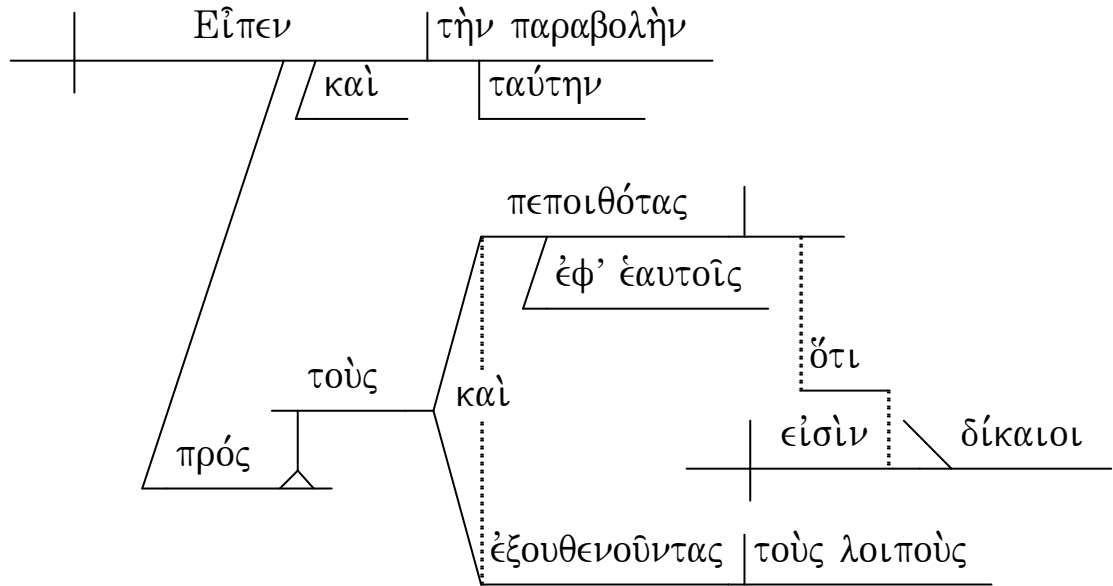 Εἶπεν τὴν παραβολὴν
καὶ ταύτην
πεποιθότας
ἐφ’ ἑαυτοῖς
ὅτι
τοὺς καὶ
εἰσὶν δίκαιοι
πρός
ἐξουθενοῦντας τοὺς λοιποὺς